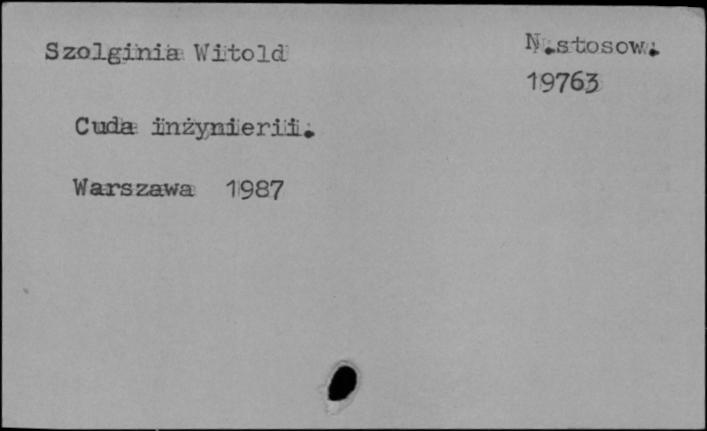 Szolginia Witold
N.stosow.
19763
Cuda inżynierii.
Warszawa 1987